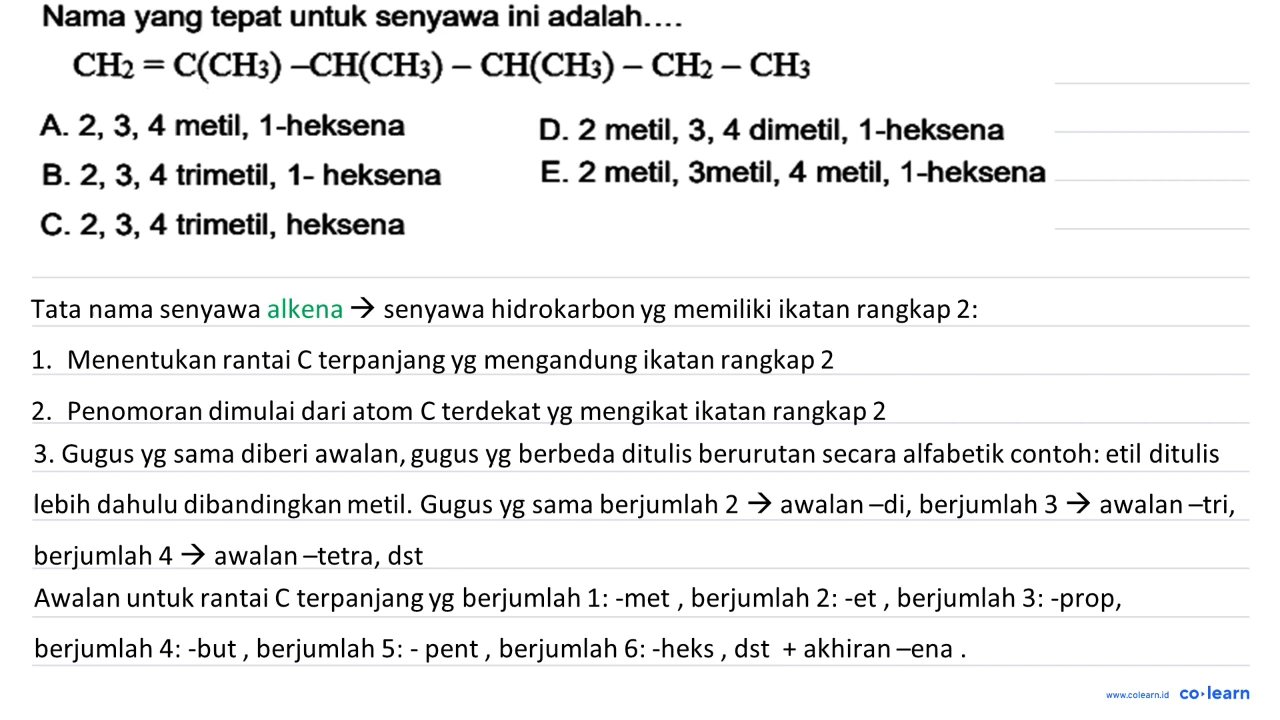 Nama yang tepat untuk senyawa ini adalah....
CH2 = C(CH3) –CH(CH3) – CH(CH3) – CH2 – CH3
A. 2, 3, 4 metil, 1-heksena
D. 2 metil, 3, 4 dimetil, 1-heksena
B. 2, 3, 4 trimetil, 1- heksena
E. 2 metil, 3metil, 4 metil, 1-heksena
C. 2, 3, 4 trimetil, heksena
Tata nama senyawa alkena → senyawa hidrokarbon yg memiliki ikatan rangkap 2:
1. Menentukan rantai C terpanjang yg mengandung ikatan rangkap 2
2. Penomoran dimulai dari atom C terdekat yg mengikat ikatan rangkap 2
3. Gugus yg sama diberi awalan, gugus yg berbeda ditulis berurutan secara alfabetik contoh: etil ditulis
lebih dahulu dibandingkan metil. Gugus yg sama berjumlah 2 → awalan –di, berjumlah 3 → awalan –tri,
berjumlah 4 → awalan –tetra, dst
Awalan untuk rantai C terpanjang yg berjumlah 1: -met , berjumlah 2: -et , berjumlah 3: -prop,
berjumlah 4: -but , berjumlah 5: - pent , berjumlah 6: -heks , dst + akhiran –ena .
www.colearn.id co·learn